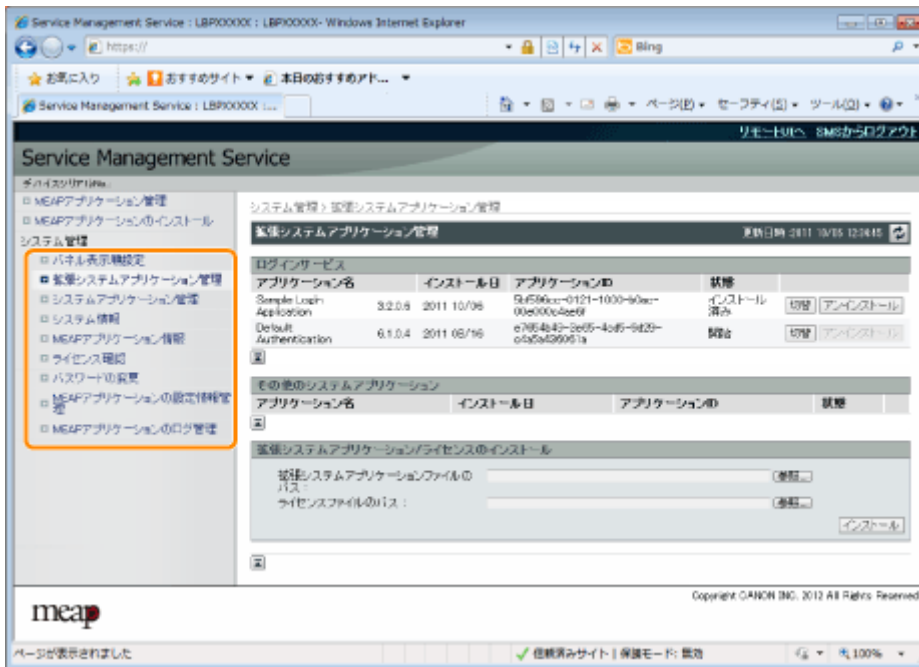 Service Management Service : LBPXXXXX : LBPXXXXX- Windows Internet Explorer
https://
Bing
お気に入り おすすめサイト 本日のおすすめアド...
Service Management Service : LBPXXXXX :...
ページ(P) セーフティ(S) ツール(O)
リモートUIへ SMSからログアウト
Service Management Service
デバイスシリアルNo.:
MEAPアプリケーション管理
MEAPアプリケーションのインストール
システム管理
パネル表示順設定
拡張システムアプリケーション管理
システムアプリケーション管理
システム情報
MEAPアプリケーション情報
ライセンス確認
パスワードの変更
MEAPアプリケーションの設定情報管理
MEAPアプリケーションのログ管理
システム管理 > 拡張システムアプリケーション管理
拡張システムアプリケーション管理 更新日時 :2011 10/06
ログインサービス
アプリケーション名 インストール日 アプリケーションID 状態
Sample Login Application 3.2.0.6 2011 10/06 インストール済み 切替 アンインストール
Default Authentication 6.1.0.4 2011 開始 切替 アンインストール
その他のシステムアプリケーション
アプリケーション名 インストール日 アプリケーションID 状態
拡張システムアプリケーション/ライセンスのインストール
拡張システムアプリケーションファイルのパス : 参照...
ライセンスファイルのパス : 参照...
インストール
Copyright CANON INC. 2012 All Rights Reserved
meap
ページが表示されました 信頼済みサイト | 保護モード: 無効 100%